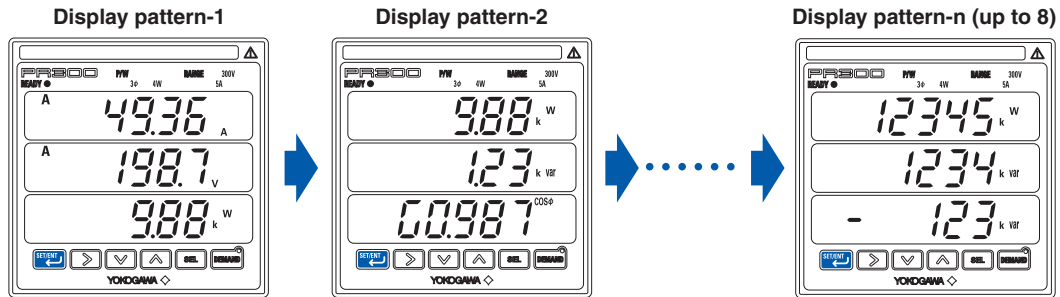 Display pattern-1
PR300 P/W RANGE 300V
READY 3φ 4W 5A
A 49.36 A
A 198.7 V
9.88 k W
SET/ENT SEL DEMAND
YOKOGAWA
Display pattern-2
PR300 P/W RANGE 300V
READY 3φ 4W 5A
9.88 k W
1.23 k var
G0.987 COSφ
SET/ENT SEL DEMAND
YOKOGAWA
Display pattern-n (up to 8)
PR300 P/W RANGE 300V
READY 3φ 4W 5A
12345 k W
1234 k var
- 123 k var
SET/ENT SEL DEMAND
YOKOGAWA